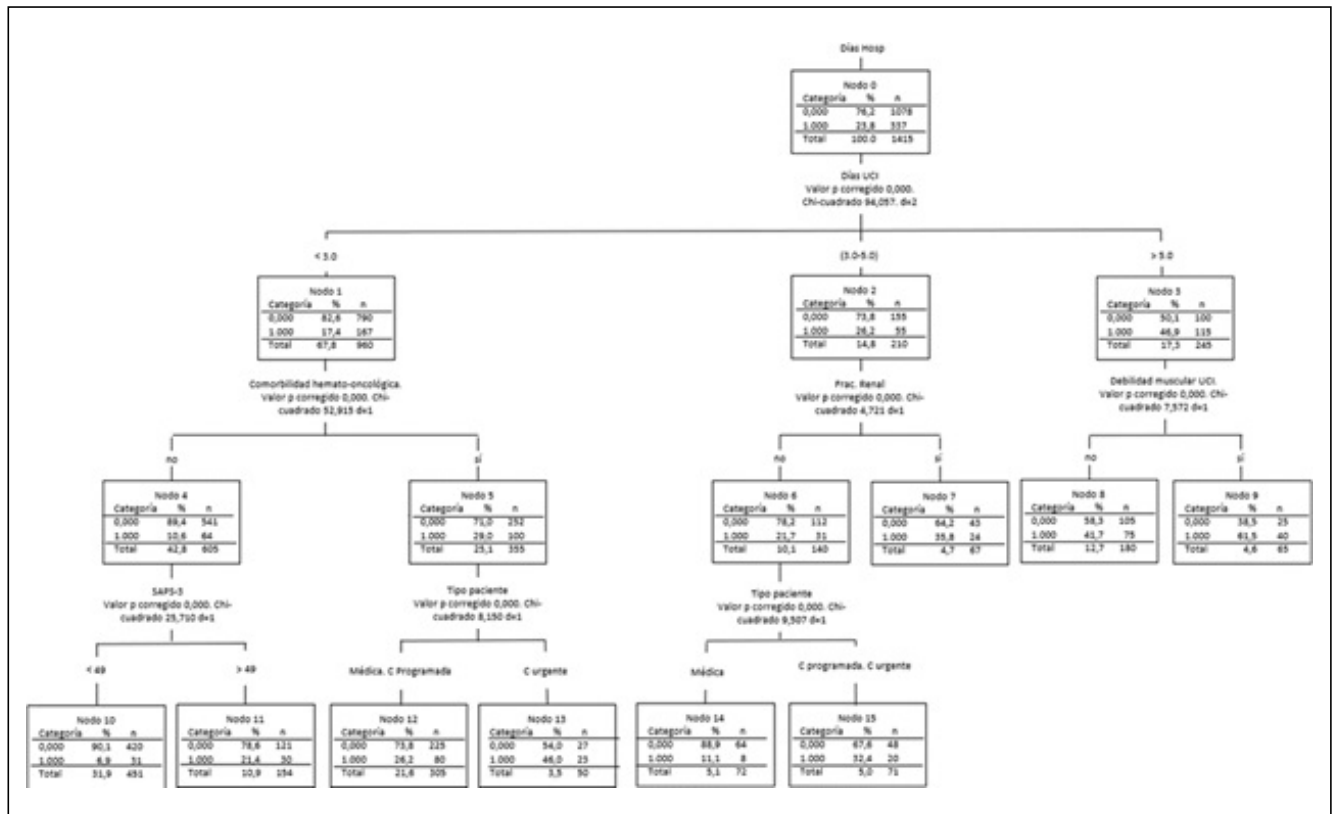 Días Hosp
Nodo 0
Categoría % n
0,000 76,2 1078
1.000 23,8 337
Total 100.0 1415
Días UCI
Valor p corregido 0,000.
Chi-cuadrado 94,057. d=2
< 3.0
(3.0-5.0)
> 5.0
Nodo 1
Categoría % n
0,000 82,6 790
1.000 17,4 167
Total 67,8 960
Nodo 2
Categoría % n
0,000 73,8 155
1.000 26,2 55
Total 14,8 210
Nodo 3
Categoría % n
0,000 50,1 100
1.000 46,9 115
Total 17,3 245
Comorbilidad hemato-oncológica.
Valor p corregido 0,000. Chi-
cuadrado 52,915 d=1
Frac. Renal
Valor p corregido 0,000. Chi-
cuadrado 4,721 d=1
Debilidad muscular UCI.
Valor p corregido 0,000. Chi-
cuadrado 7,572 d=1
no
sí
no
sí
no
sí
Nodo 4
Categoría % n
0,000 89,4 541
1.000 10,6 64
Total 42,8 605
Nodo 5
Categoría % n
0,000 71,0 252
1.000 29,0 100
Total 25,1 355
Nodo 6
Categoría % n
0,000 78,2 112
1.000 21,7 31
Total 10,1 140
Nodo 7
Categoría % n
0,000 64,2 43
1.000 35,8 24
Total 4,7 67
Nodo 8
Categoría % n
0,000 58,3 105
1.000 41,7 75
Total 12,7 180
Nodo 9
Categoría % n
0,000 38,5 25
1.000 61,5 40
Total 4,6 65
SAPS-3
Valor p corregido 0,000. Chi-
cuadrado 25,710 d=1
Tipo paciente
Valor p corregido 0,000. Chi-
cuadrado 8,150 d=1
Tipo paciente
Valor p corregido 0,000. Chi-
cuadrado 9,507 d=1
< 49
> 49
Médica. C Programada
C urgente
Médica
C programada. C urgente
Nodo 10
Categoría % n
0,000 90,1 420
1.000 6,9 31
Total 31,9 451
Nodo 11
Categoría % n
0,000 78,6 121
1.000 21,4 30
Total 10,9 154
Nodo 12
Categoría % n
0,000 73,8 225
1.000 26,2 80
Total 21,6 305
Nodo 13
Categoría % n
0,000 54,0 27
1.000 46,0 23
Total 3,5 50
Nodo 14
Categoría % n
0,000 88,9 64
1.000 11,1 8
Total 5,1 72
Nodo 15
Categoría % n
0,000 67,6 48
1.000 32,4 20
Total 5,0 71